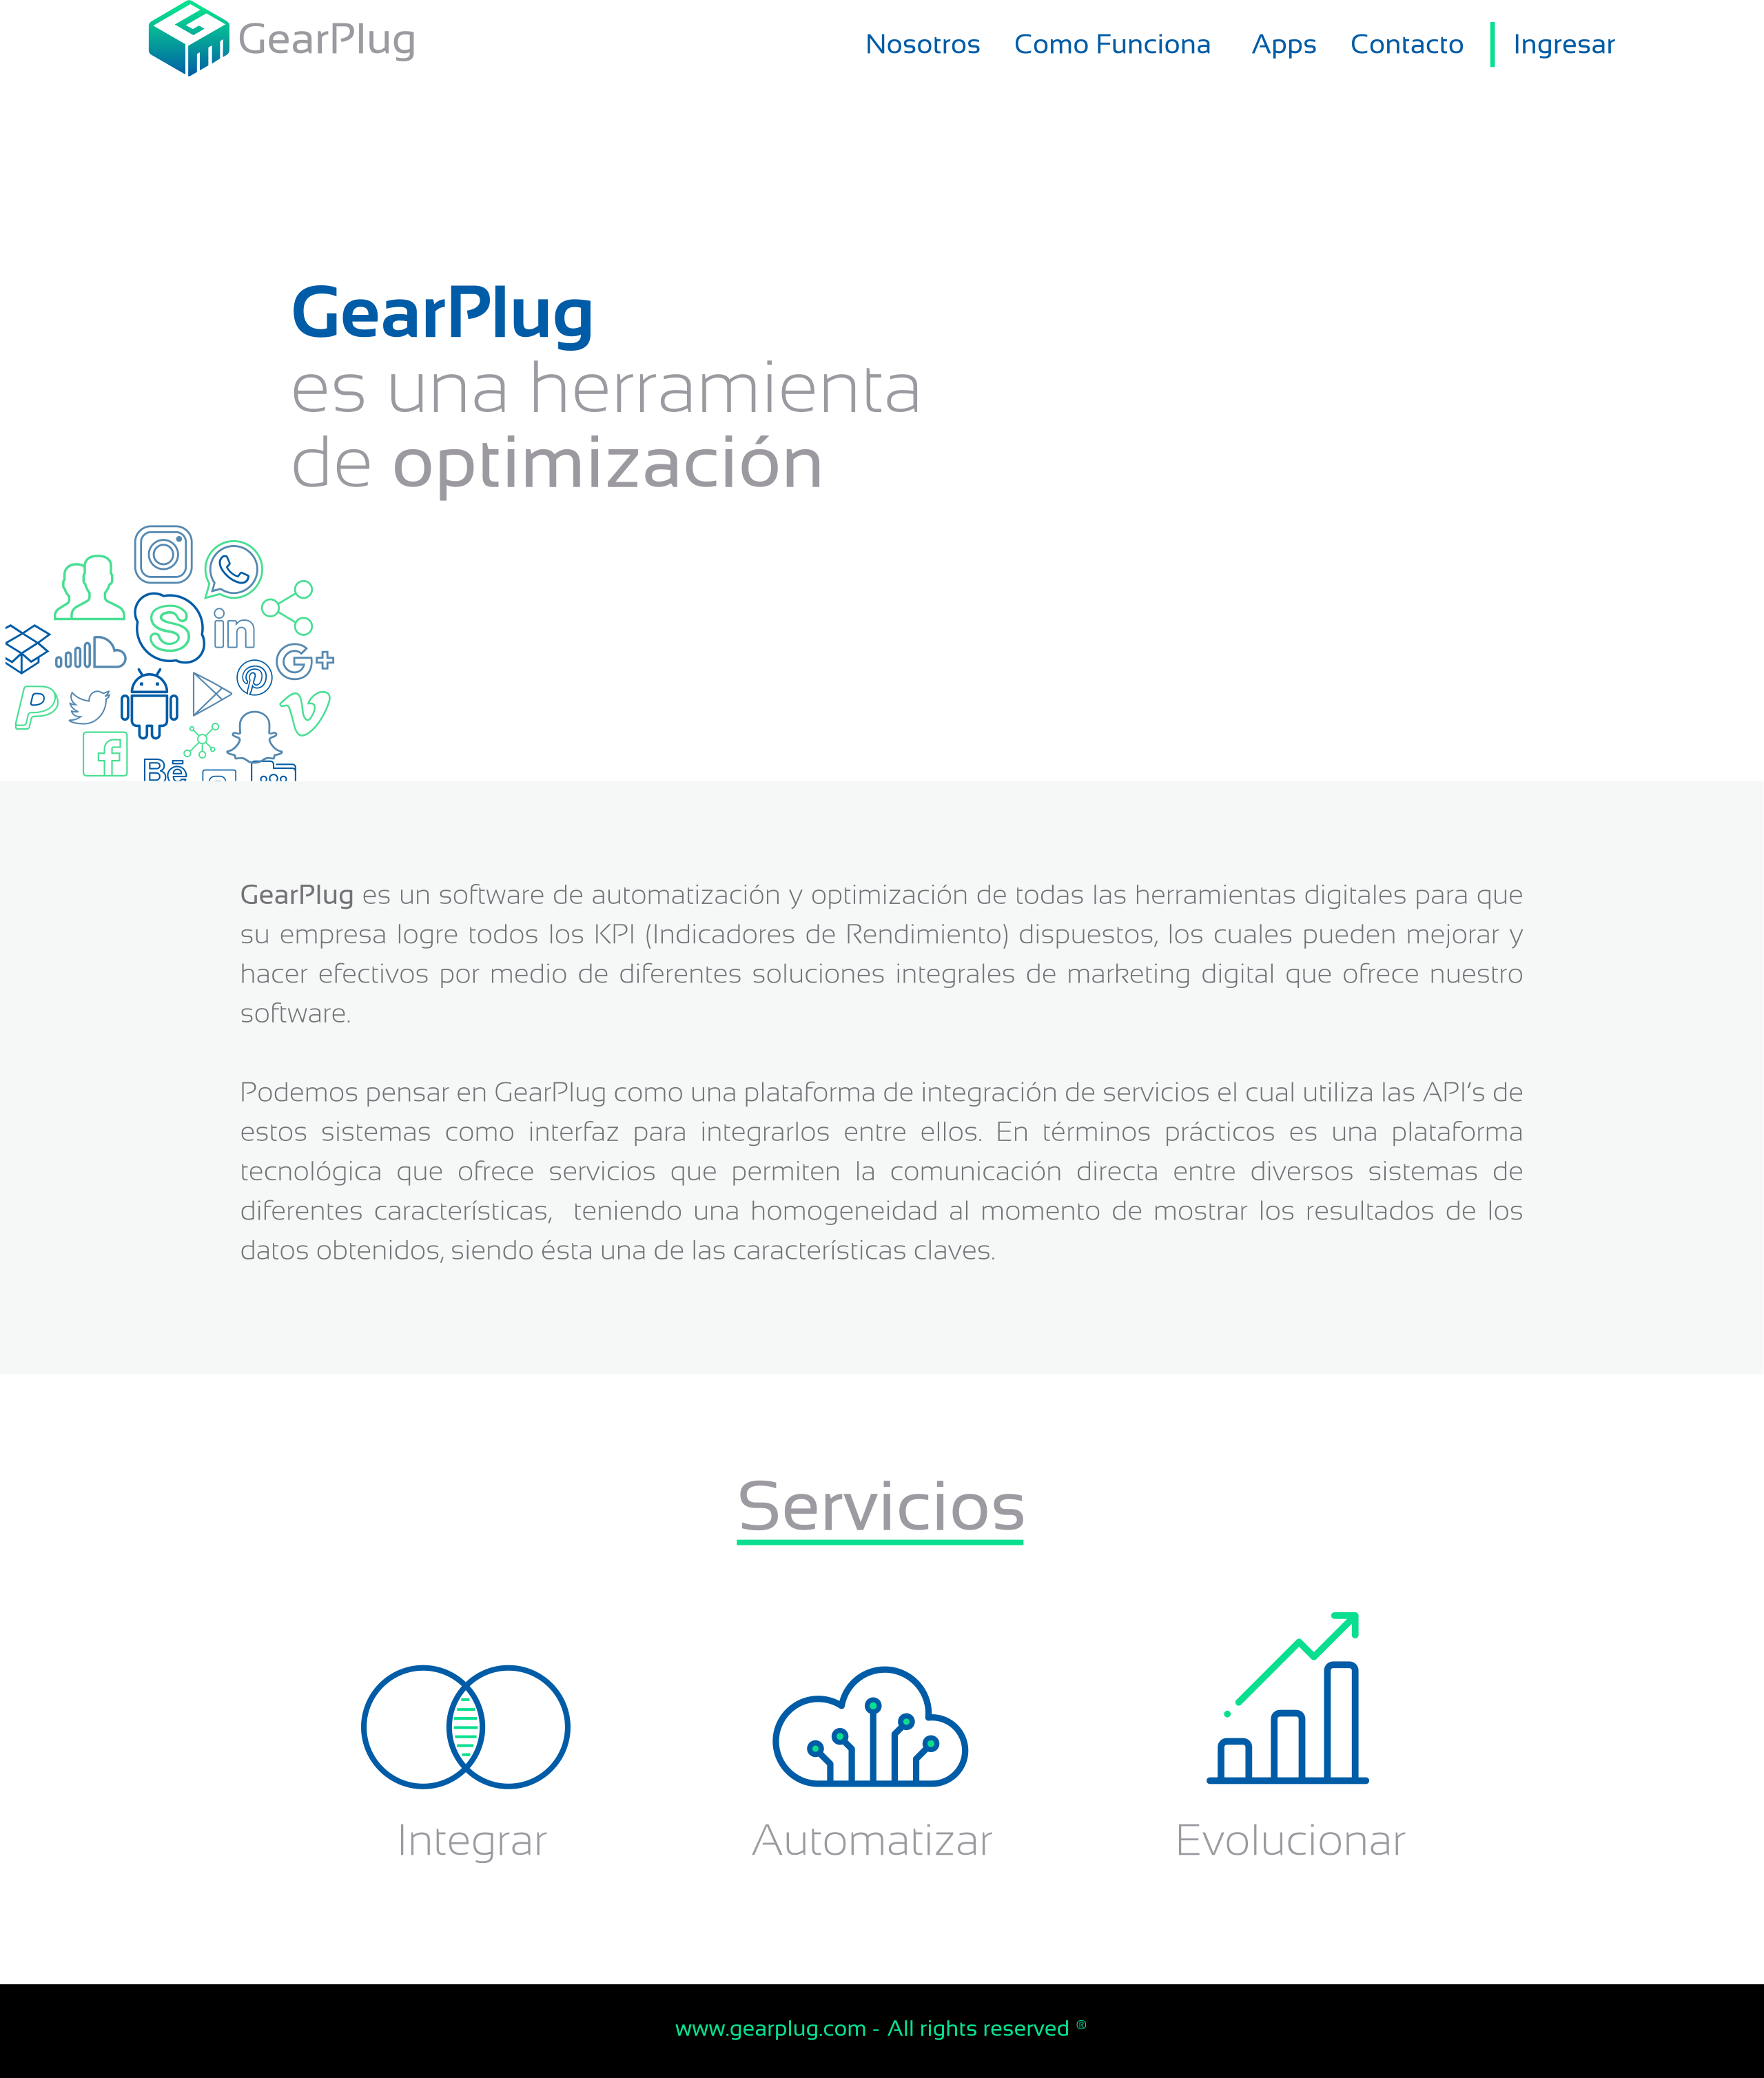 GearPlug
Nosotros Como Funciona Apps Contacto Ingresar
GearPlug
es una herramienta
de optimización
in
G+
P
f
Bē
GearPlug es un software de automatización y optimización de todas las herramientas digitales para que
su empresa logre todos los KPI (Indicadores de Rendimiento) dispuestos, los cuales pueden mejorar y
hacer efectivos por medio de diferentes soluciones integrales de marketing digital que ofrece nuestro
software.
Podemos pensar en GearPlug como una plataforma de integración de servicios el cual utiliza las API’s de
estos sistemas como interfaz para integrarlos entre ellos. En términos prácticos es una plataforma
tecnológica que ofrece servicios que permiten la comunicación directa entre diversos sistemas de
diferentes características, teniendo una homogeneidad al momento de mostrar los resultados de los
datos obtenidos, siendo ésta una de las características claves.
Servicios
Integrar Automatizar Evolucionar
www.gearplug.com - All rights reserved ®